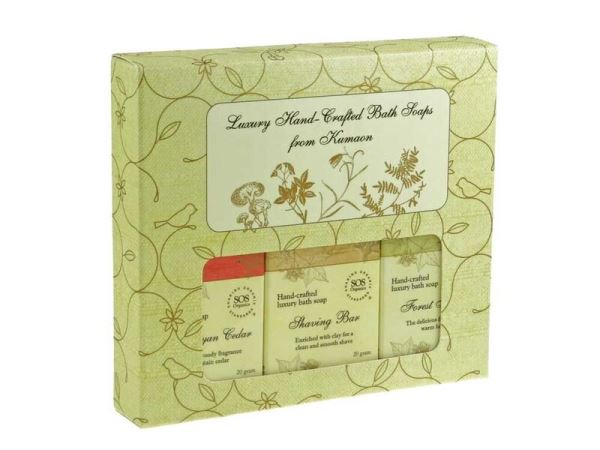 Luxury Hand-Crafted Bath Soaps
from Kumaon
SOS
Organics
Cedar
20 gram
Hand-crafted
luxury bath soap
SOS
Organics
Shaving Bar
Enriched with clay for a
clean and smooth shave
20 gram
Hand-crafted
luxury bath soap
Forest
The delicious
warm